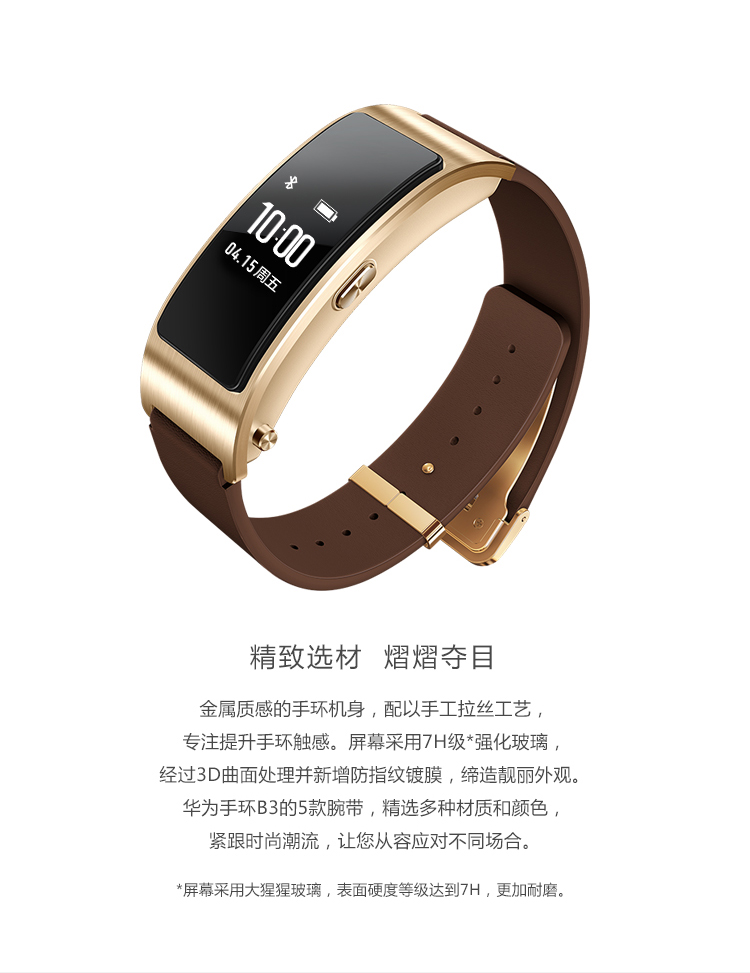 10:00
04.15周五
精致选材 熠熠夺目
金属质感的手环机身，配以手工拉丝工艺，
专注提升手环触感。屏幕采用7H级*强化玻璃，
经过3D曲面处理并新增防指纹镀膜，缔造靓丽外观。
华为手环B3的5款腕带，精选多种材质和颜色，
紧跟时尚潮流，让您从容应对不同场合。
*屏幕采用大猩猩玻璃，表面硬度等级达到7H，更加耐磨。